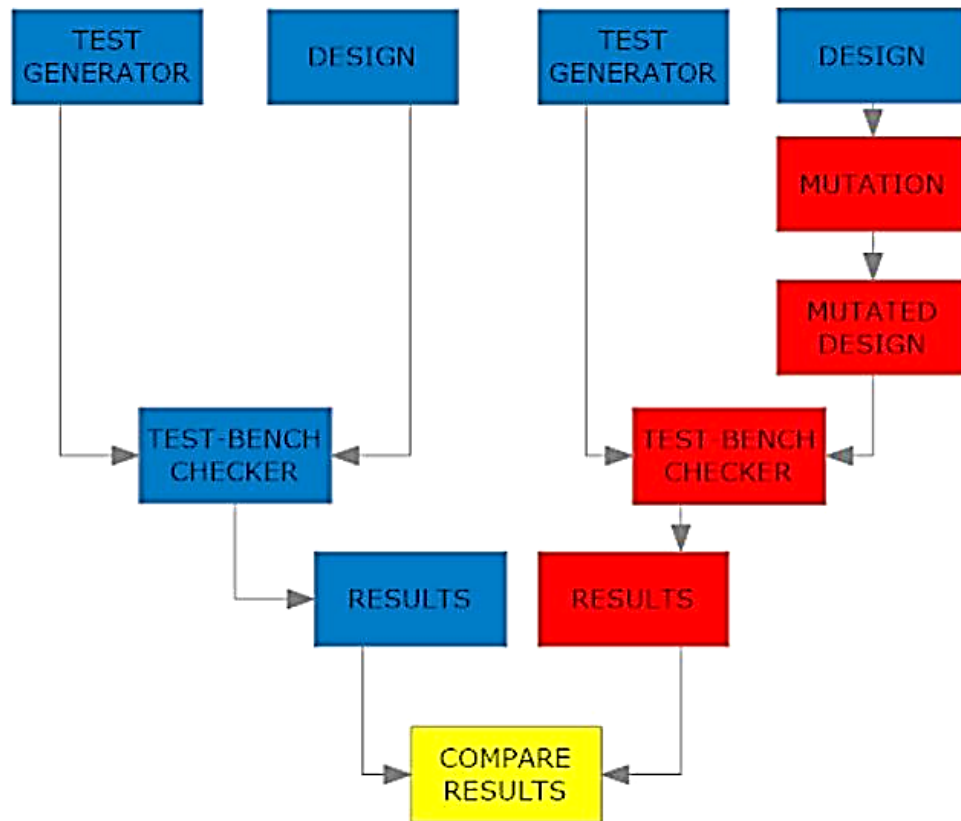 TEST
GENERATOR
DESIGN
TEST
GENERATOR
DESIGN
MUTATION
MUTATED
DESIGN
TEST-BENCH
CHECKER
TEST-BENCH
CHECKER
RESULTS
RESULTS
COMPARE
RESULTS